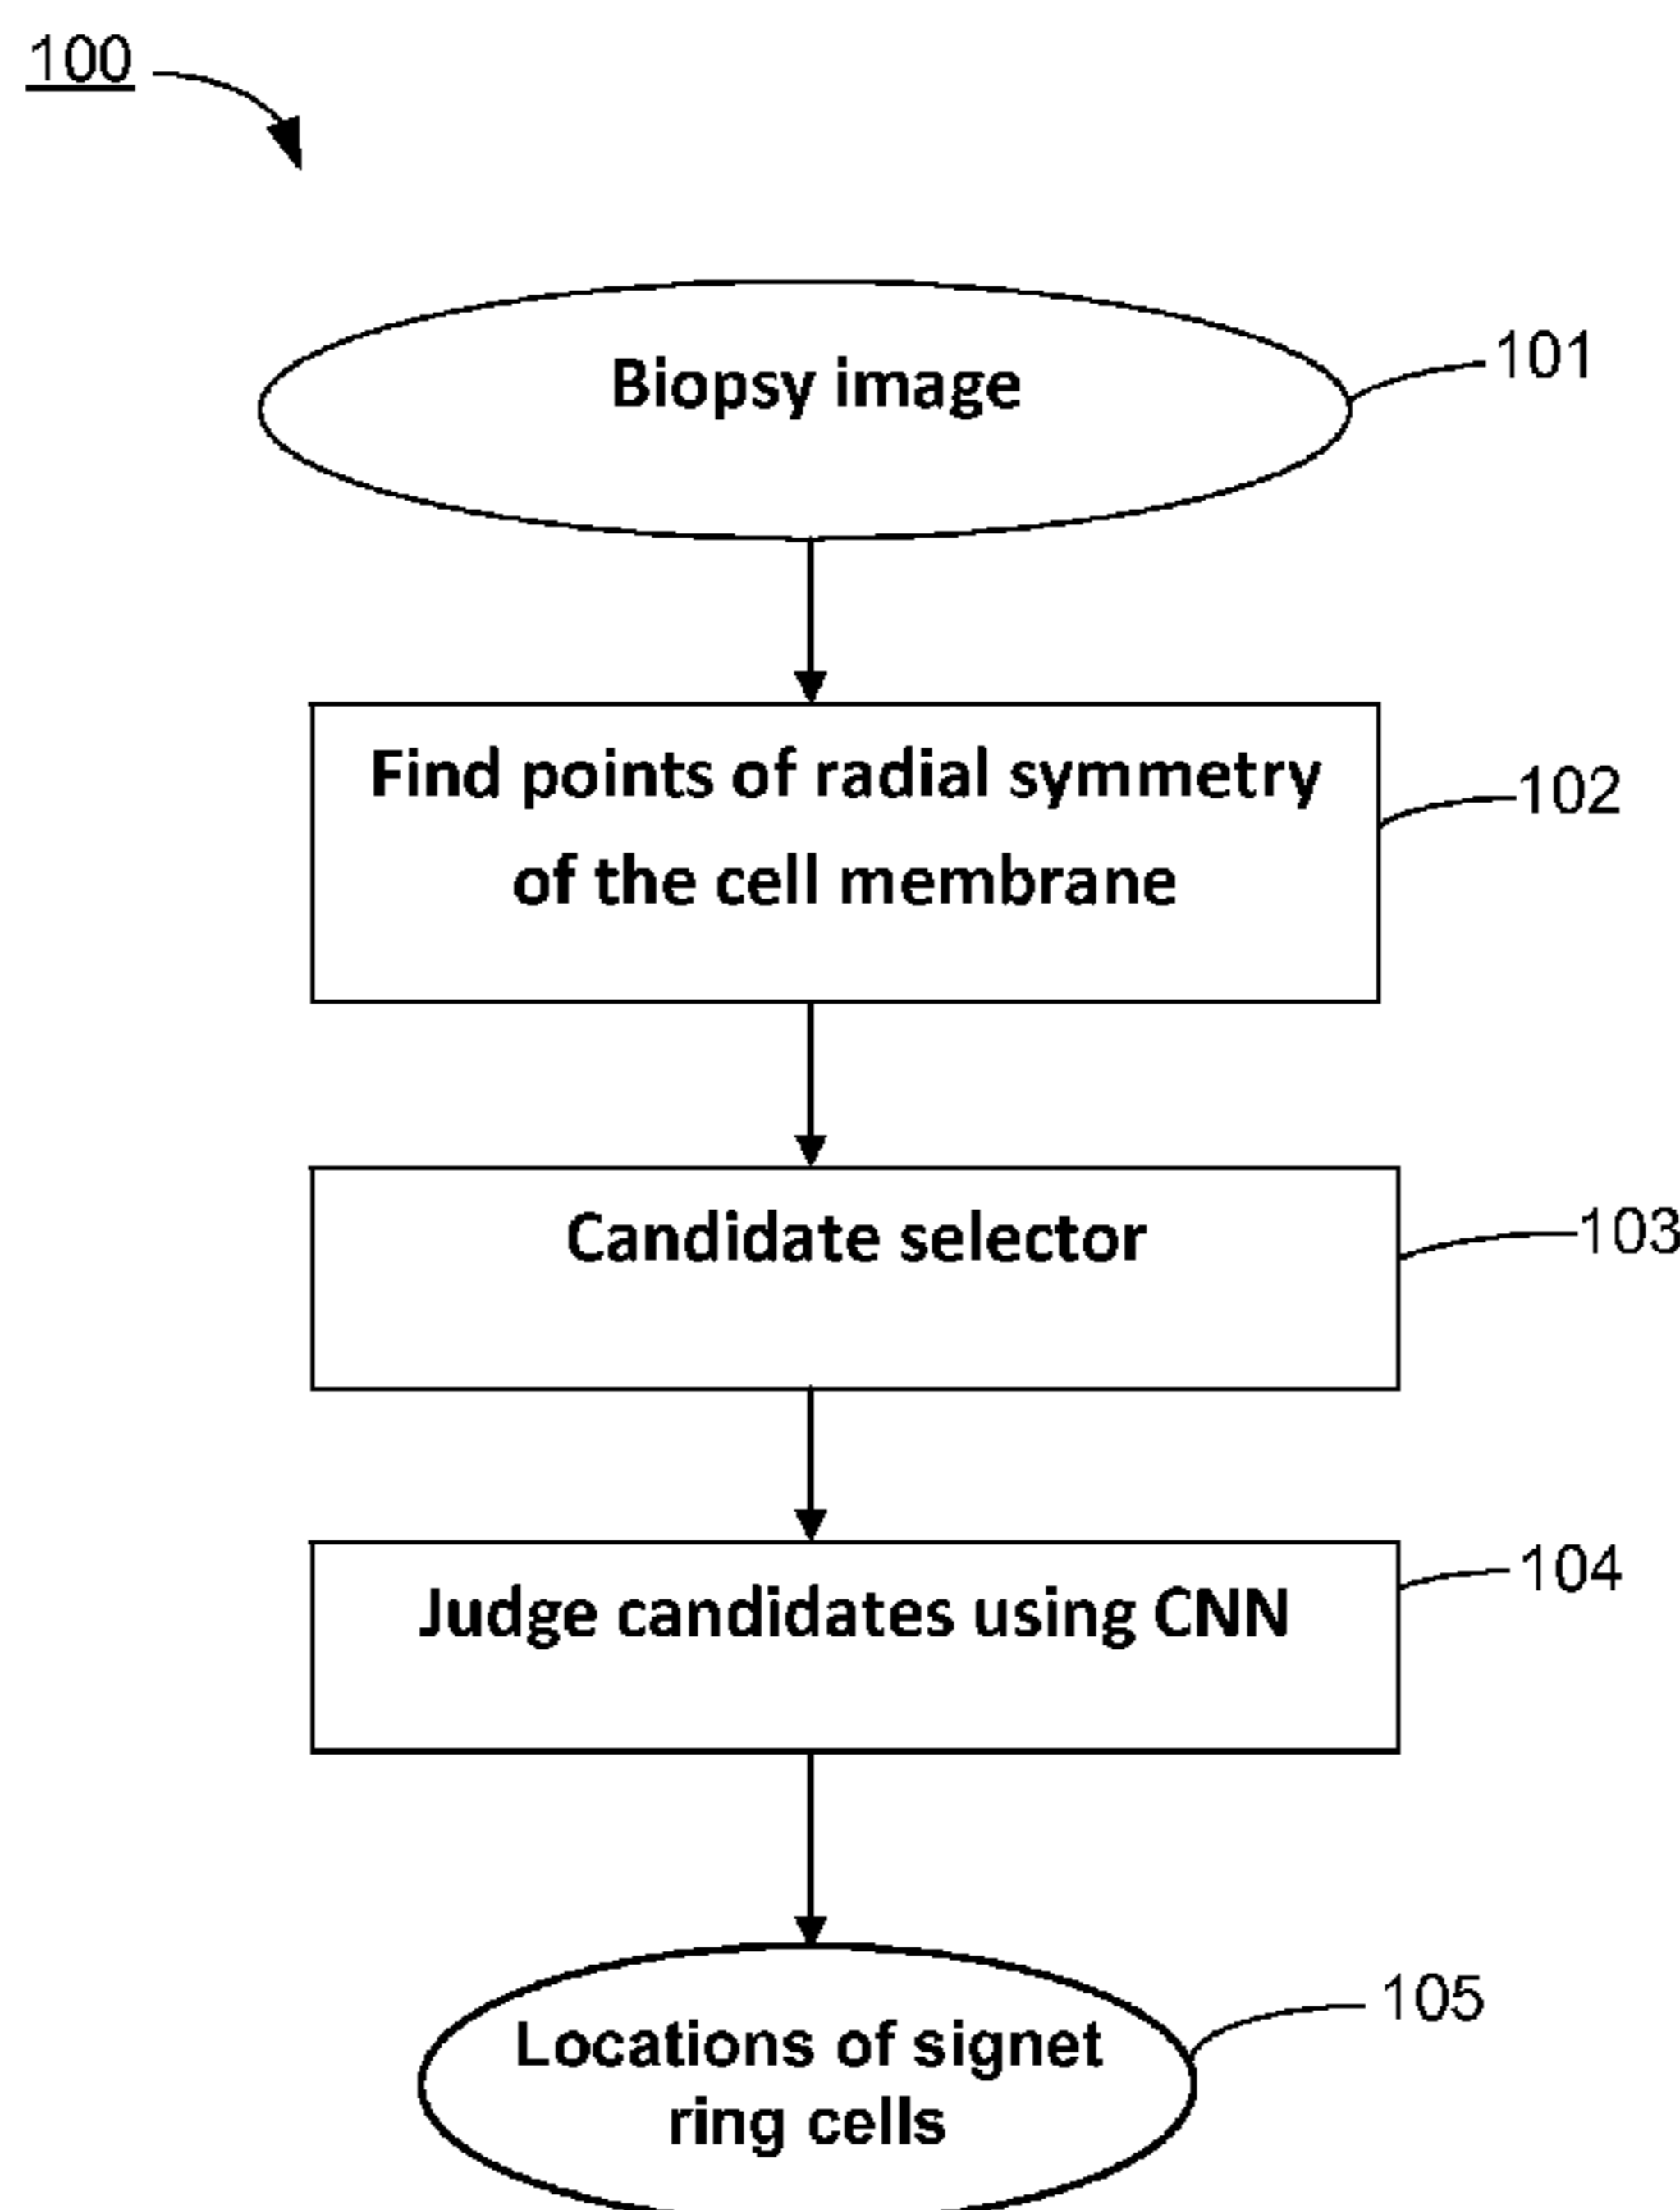 100
Biopsy image
101
Find points of radial symmetry
of the cell membrane
102
Candidate selector
103
Judge candidates using CNN
104
Locations of signet
ring cells
105